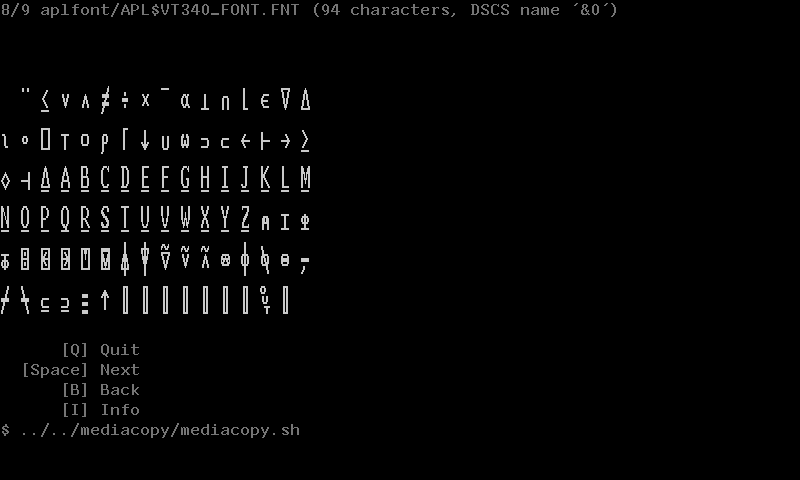 8/9 aplfont/APL$VT340_FONT.FNT (94 characters, DSCS name ´&0´)
¨ ≤ ∨ ∧ ≠ ÷ × ¯ ⍺ ⊥ ∩ ⌊ ∊ ∇ ∆
⍳ ∘ ⎕ ⊤ ○ ⍴ ⌈ ↓ ∪ ⍵ ⊃ ⊂ ← ⊢ → ≥
⋄ ⊣ ⍙ A̲ B̲ C̲ D̲ E̲ F̲ G̲ H̲ I̲ J̲ K̲ L̲ M̲
N̲ O̲ P̲ Q̲ R̲ S̲ T̲ U̲ V̲ W̲ X̲ Y̲ Z̲ ⍝ ⌶
⍋ ⍒ ⍫ ⍱ ⍲ ⍟ ⌽ ⍉ ⊖ ⍪
⌿ ⍀ ⊆ ⊇ ↑
[Q] Quit
[Space] Next
[B] Back
[I] Info
$ ../../mediacopy/mediacopy.sh